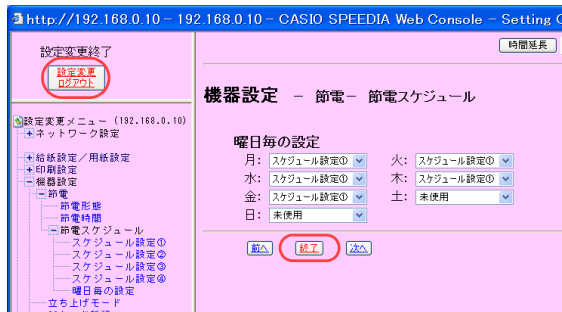 http://192.168.0.10 - 192.168.0.10 - CASIO SPEEDIA Web Console - Setting C
設定変更終了
設定変更
ログアウト
設定変更メニュー (192.168.0.10)
ネットワーク設定
給紙設定／用紙設定
印刷設定
機器設定
節電
節電形態
節電時間
節電スケジュール
スケジュール設定①
スケジュール設定②
スケジュール設定③
スケジュール設定④
曜日毎の設定
立ち上げモード
時間延長
機器設定 － 節電－ 節電スケジュール
曜日毎の設定
月： スケジュール設定① 火： スケジュール設定①
水： スケジュール設定① 木： スケジュール設定①
金： スケジュール設定① 土： 未使用
日： 未使用
前へ 終了 次へ